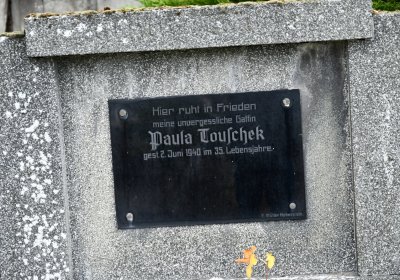 Hier ruht in Frieden
meine unvergessliche Gattin
Paula Touschek
gest 2. Juni 1940 im 35. Lebensjahre.